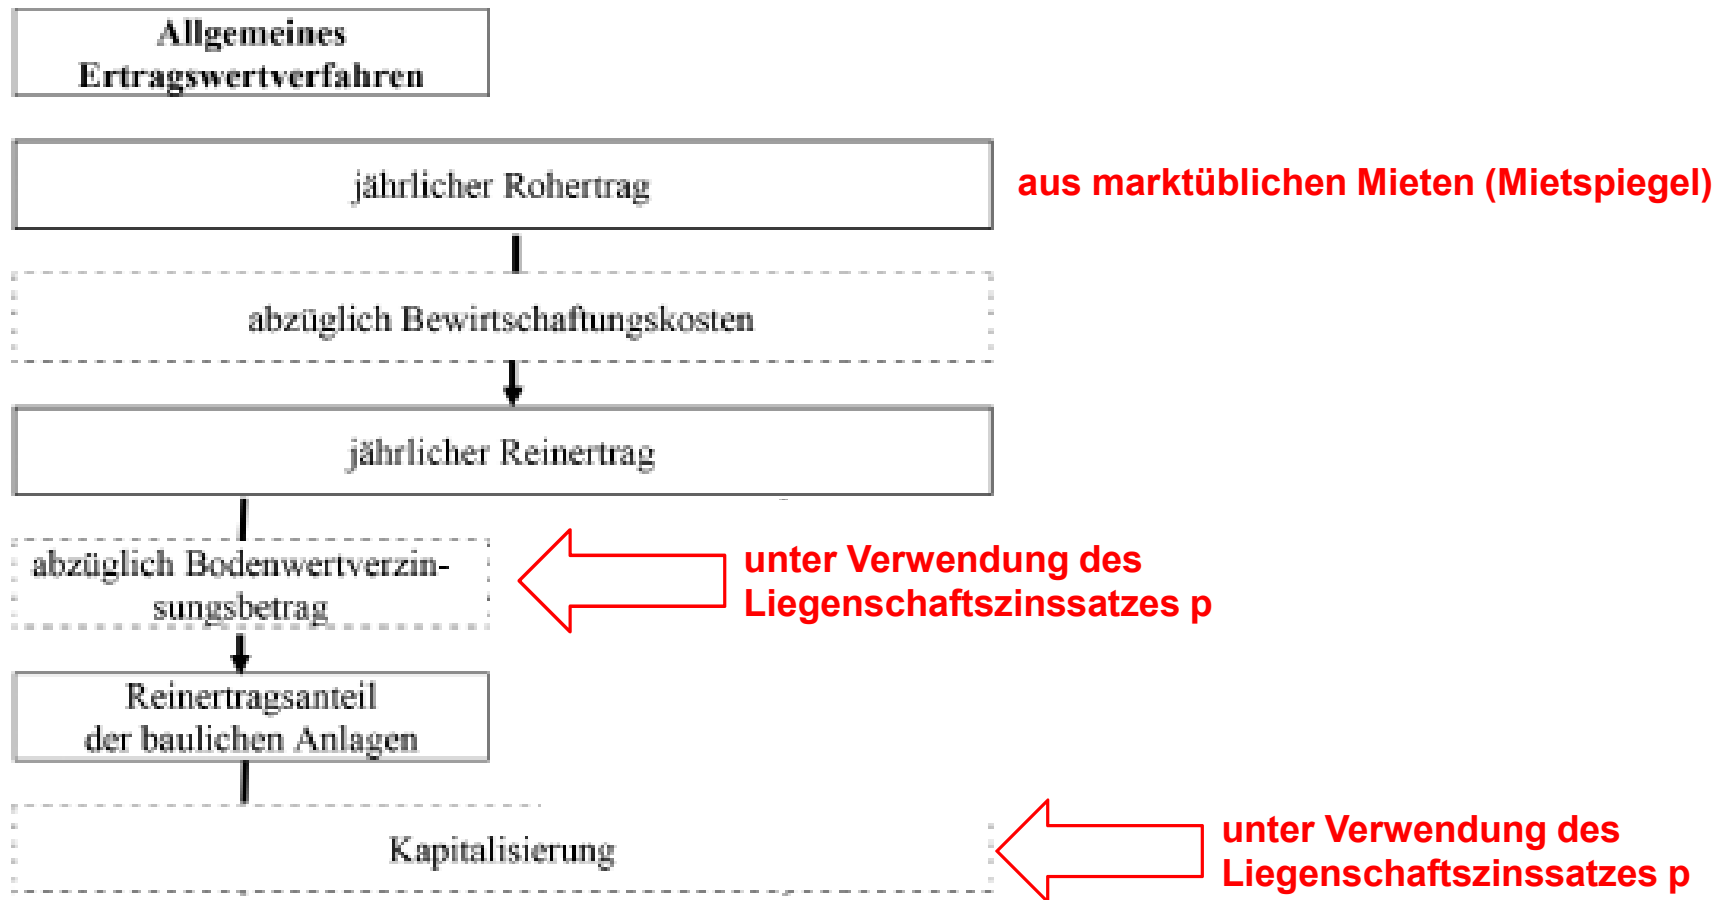 Allgemeines
Ertragswertverfahren
jährlicher Rohertrag
aus marktüblichen Mieten (Mietspiegel)
abzüglich Bewirtschaftungskosten
jährlicher Reinertrag
abzüglich Bodenwertverzin-
sungsbetrag
unter Verwendung des
Liegenschaftszinssatzes p
Reinertragsanteil
der baulichen Anlagen
Kapitalisierung
unter Verwendung des
Liegenschaftszinssatzes p